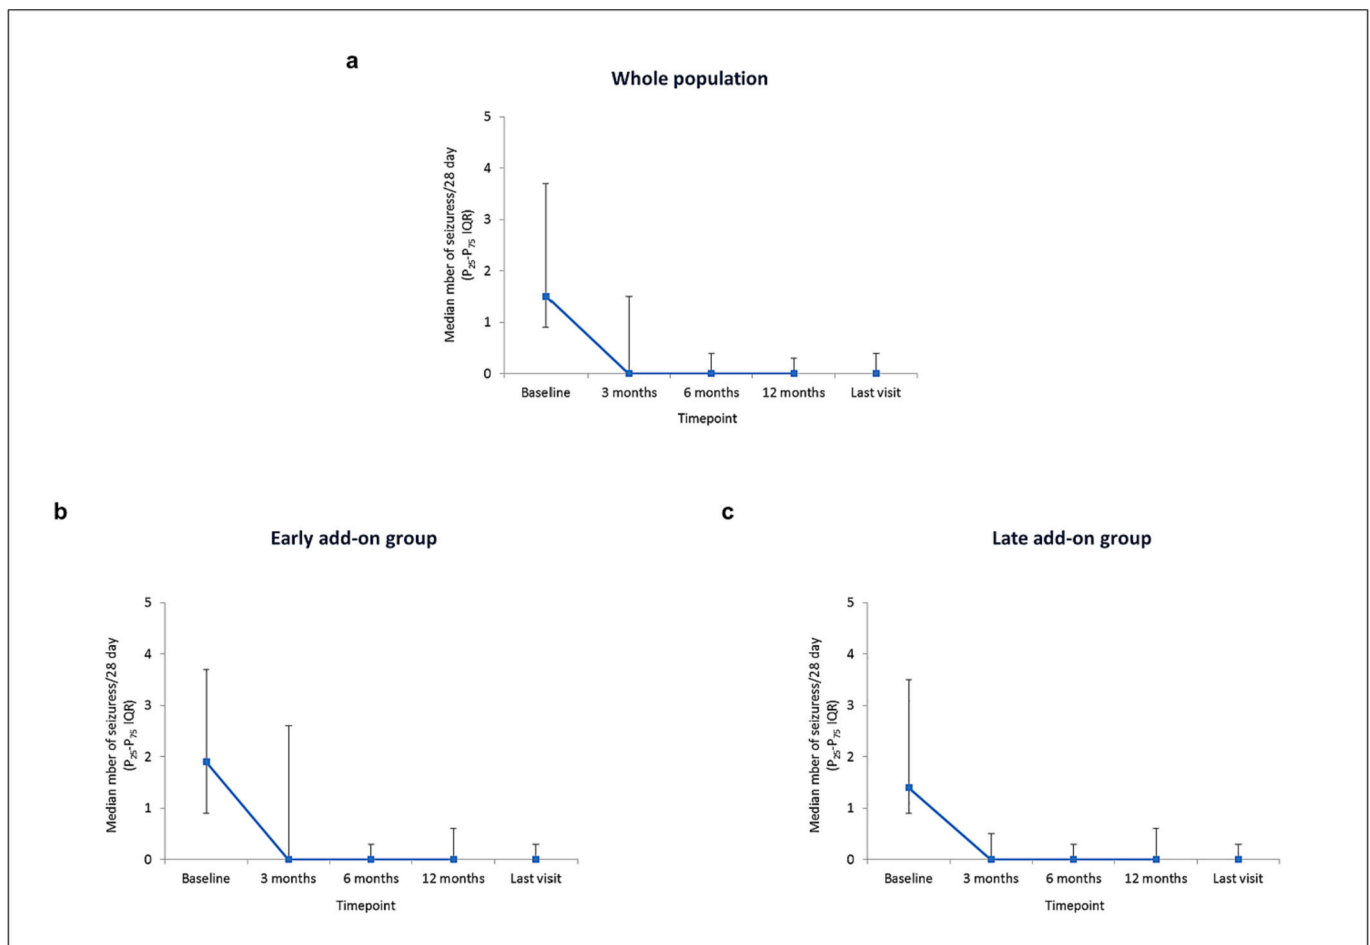 a
Whole population
Median mber of seizuress/28 day
(P25-P75 IQR)
5
4
3
2
1
0
Baseline 3 months 6 months 12 months Last visit
Timepoint
b
Early add-on group
Median mber of seizuress/28 day
(P25-P75 IQR)
5
4
3
2
1
0
Baseline 3 months 6 months 12 months Last visit
Timepoint
c
Late add-on group
Median mber of seizuress/28 day
(P25-P75 IQR)
5
4
3
2
1
0
Baseline 3 months 6 months 12 months Last visit
Timepoint